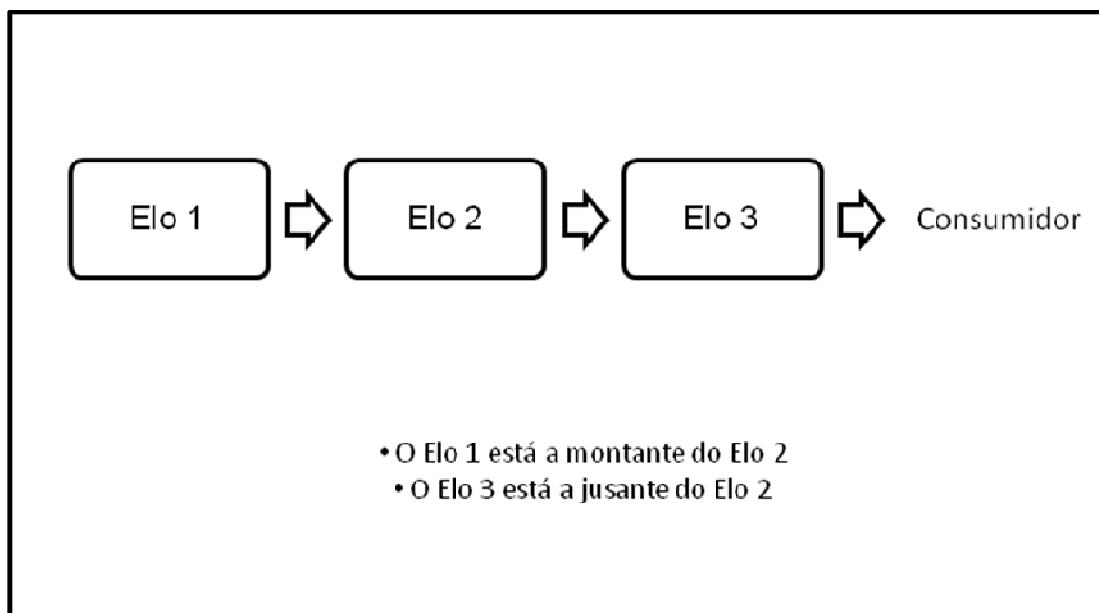 Elo 1
Elo 2
Elo 3
Consumidor
• O Elo 1 está a montante do Elo 2
• O Elo 3 está a jusante do Elo 2